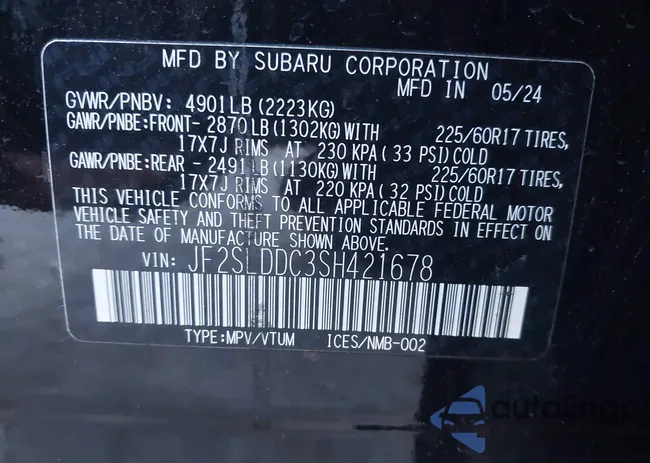 MFD BY SUBARU CORPORATION
MFD IN 05/24
GVWR/PNBV: 4901LB (2223KG)
GAWR/PNBE:FRONT- 2870LB (1302KG) WITH 225/60R17 TIRES,
17X7J RIMS AT 230 KPA (33 PSI) COLD
GAWR/PNBE:REAR - 2491LB (1130KG) WITH 225/60R17 TIRES,
17X7J RIMS AT 220 KPA (32 PSI) COLD
THIS VEHICLE CONFORMS TO ALL APPLICABLE FEDERAL MOTOR
VEHICLE SAFETY AND THEFT PREVENTION STANDARDS IN EFFECT ON
THE DATE OF MANUFACTURE SHOWN ABOVE.
VIN: JF2SLDDC3SH421678
TYPE:MPV/VTUM ICES/NMB-002
autoSnap